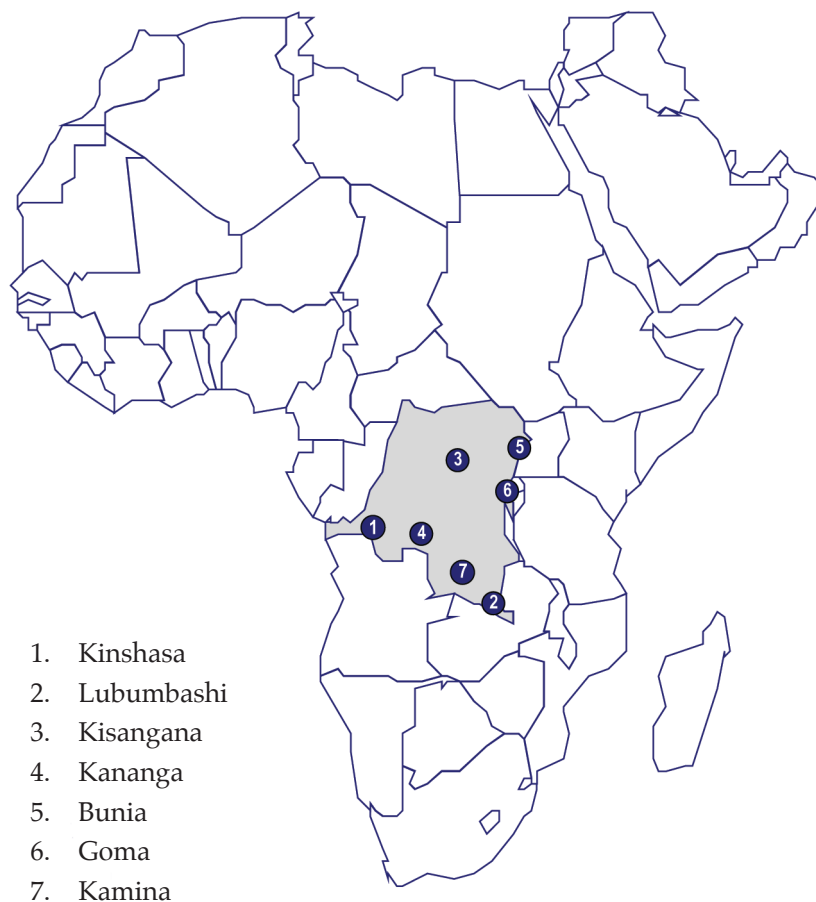 5
3
6
1
4
7
2
1. Kinshasa
2. Lubumbashi
3. Kisangana
4. Kananga
5. Bunia
6. Goma
7. Kamina